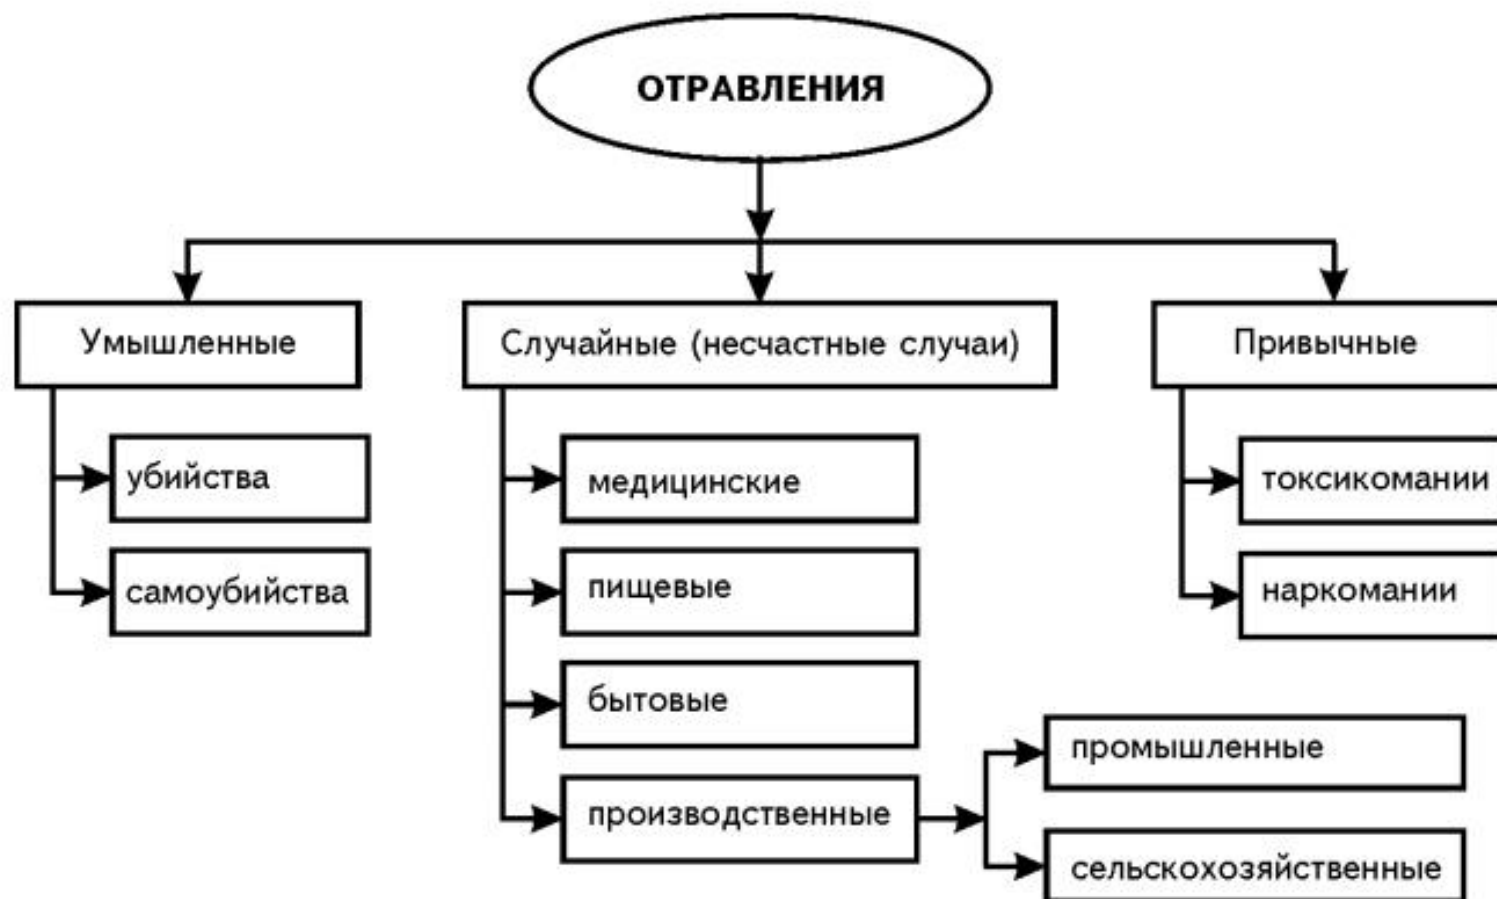 ОТРАВЛЕНИЯ
Умышленные
убийства
самоубийства
Случайные (несчастные случаи)
медицинские
пищевые
бытовые
производственные
промышленные
сельскохозяйственные
Привычные
токсикомании
наркомании